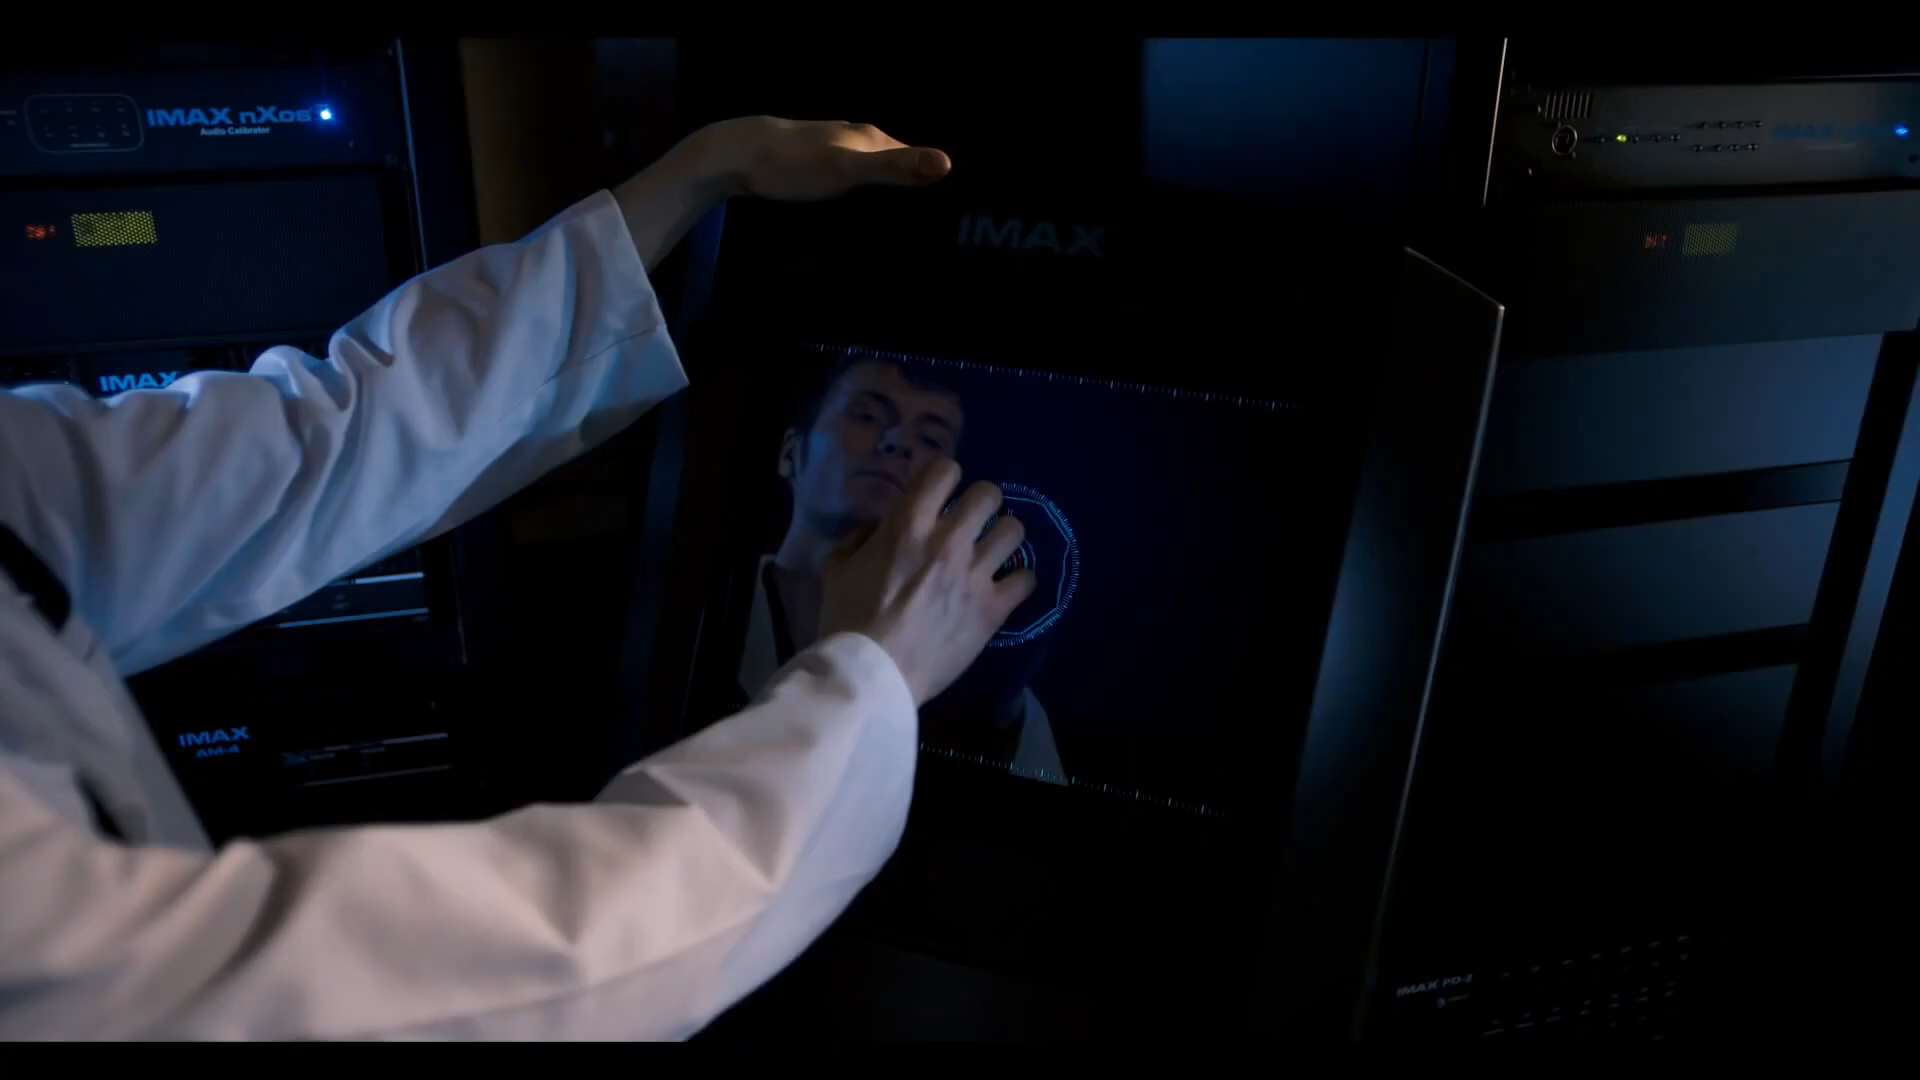 IMAX nXos
Audio Calibrator
IMAX
IMAX
IMAX
AM-4
IMAX PD-2